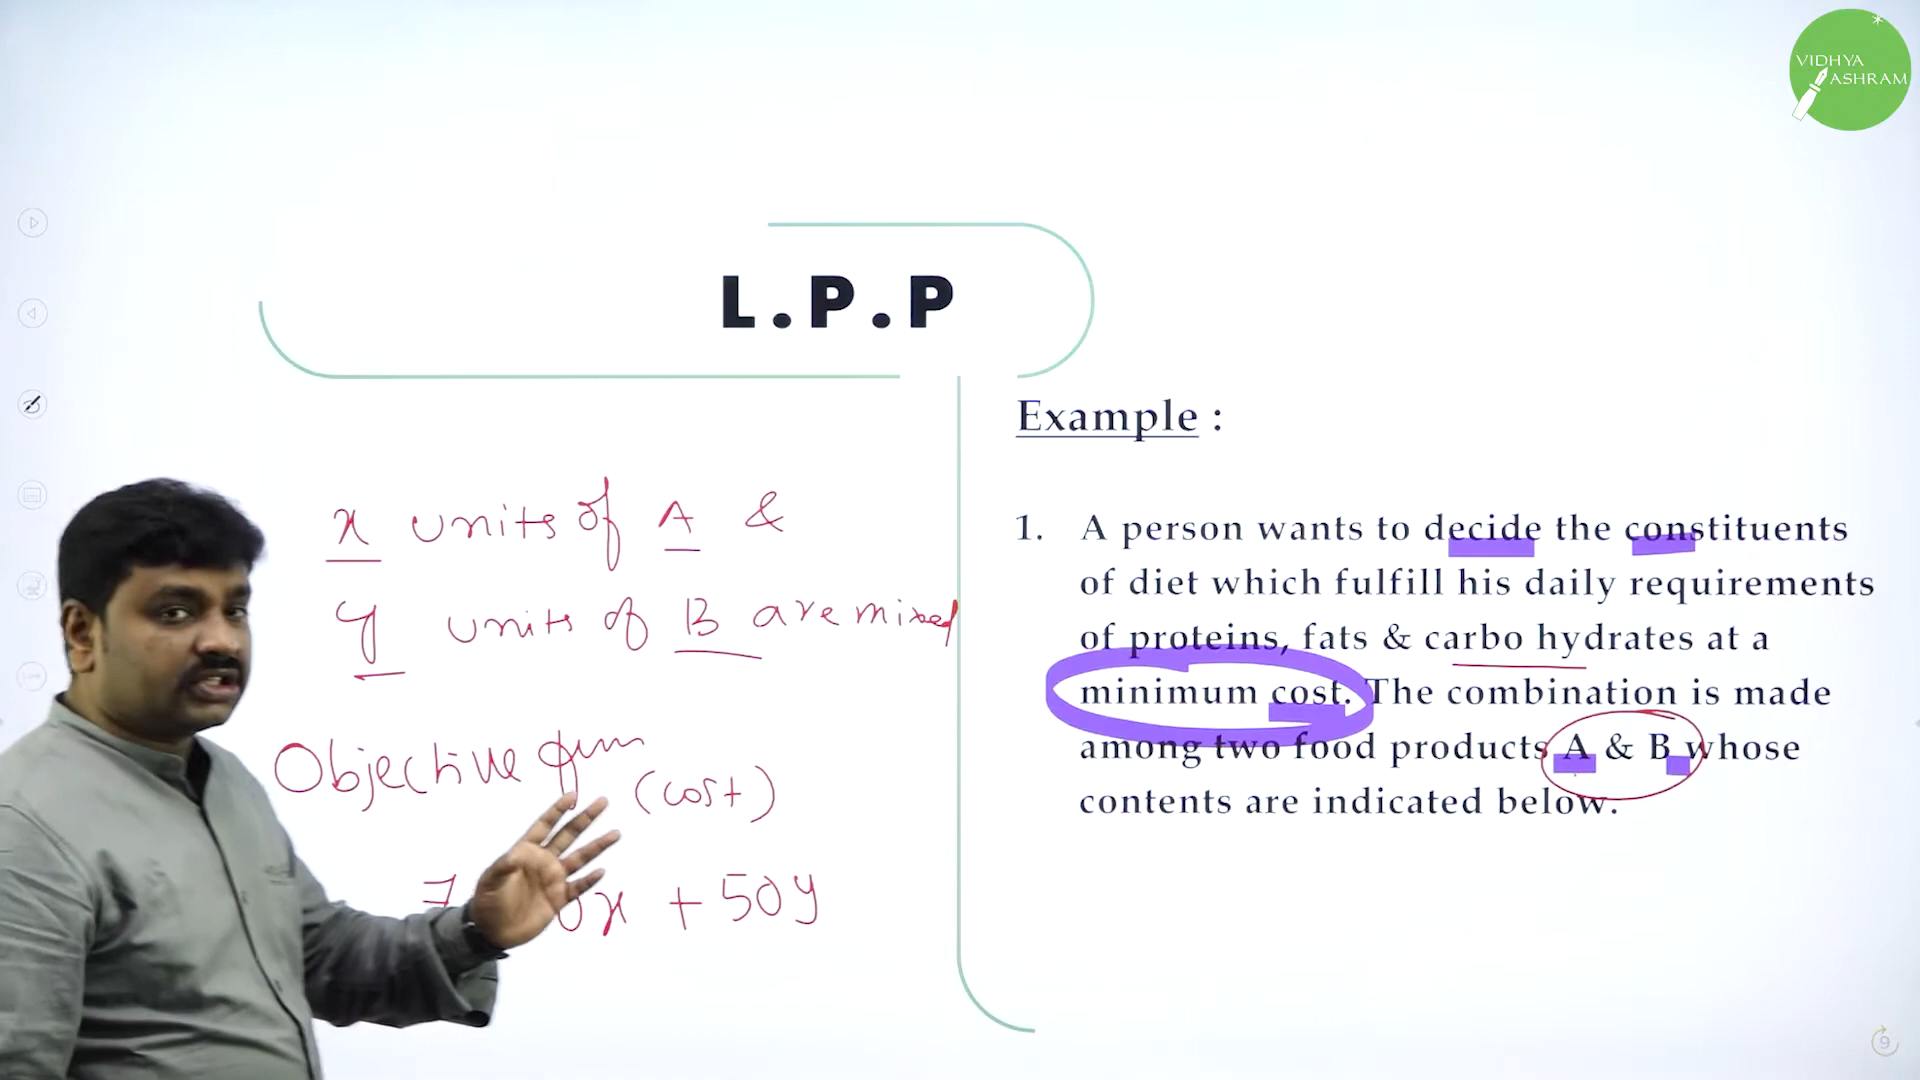 VIDHYA
ASHRAM
L.P.P
x units of A &
y units of B are mixed
Objective
(cost)
x + 50y
Example :
1. A person wants to decide the constituents
of diet which fulfill his daily requirements
of proteins, fats & carbo hydrates at a
minimum cost. The combination is made
among two food products A & B whose
contents are indicated below.
9